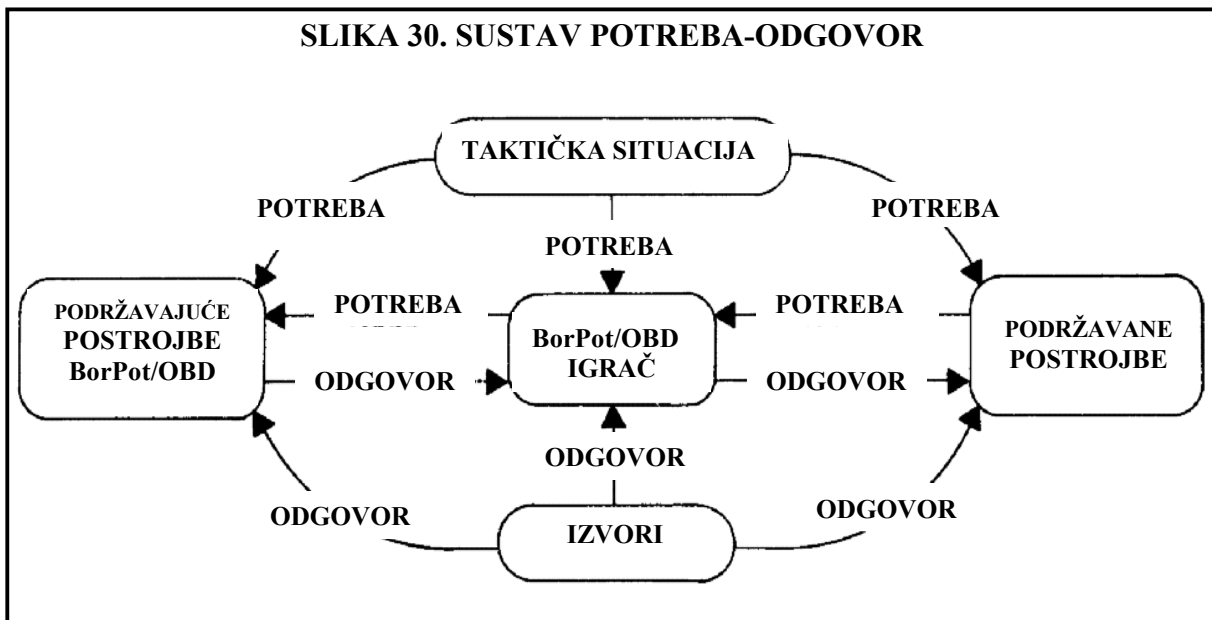 SLIKA 30. SUSTAV POTREBA-ODGOVOR
TAKTIČKA SITUACIJA
POTREBA
POTREBA
POTREBA
POTREBA
POTREBA
PODRŽAVAJUĆE
POSTROJBE
BorPot/OBD
BorPot/OBD
IGRAČ
PODRŽAVANE
POSTROJBE
ODGOVOR
ODGOVOR
ODGOVOR
ODGOVOR
ODGOVOR
IZVORI